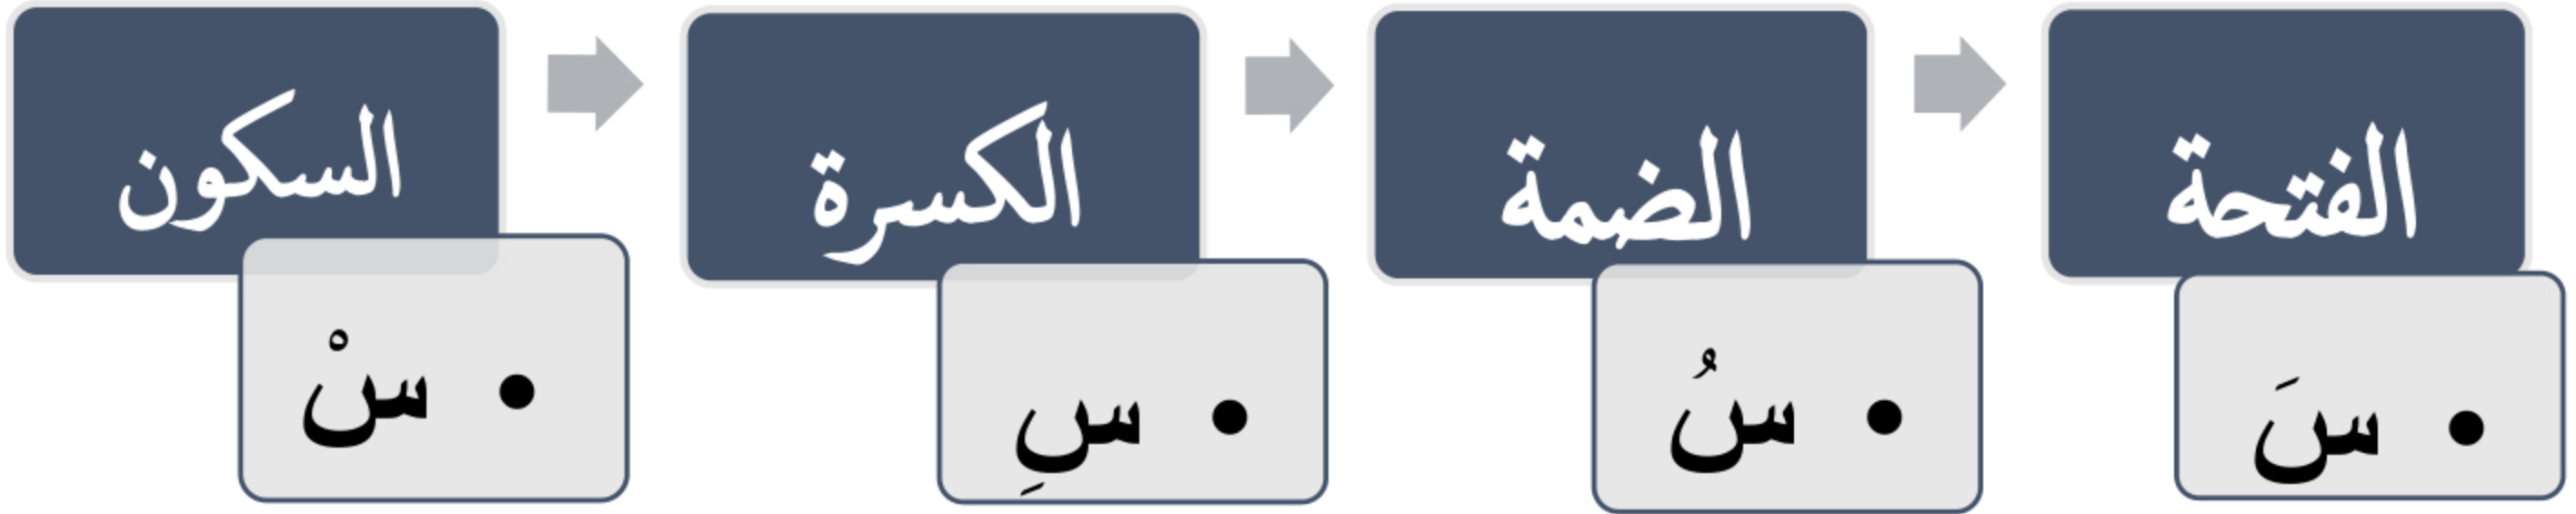 الفتحة
• سَ
الضمة
• سُ
الكسرة
• سِ
السكون
• سْ